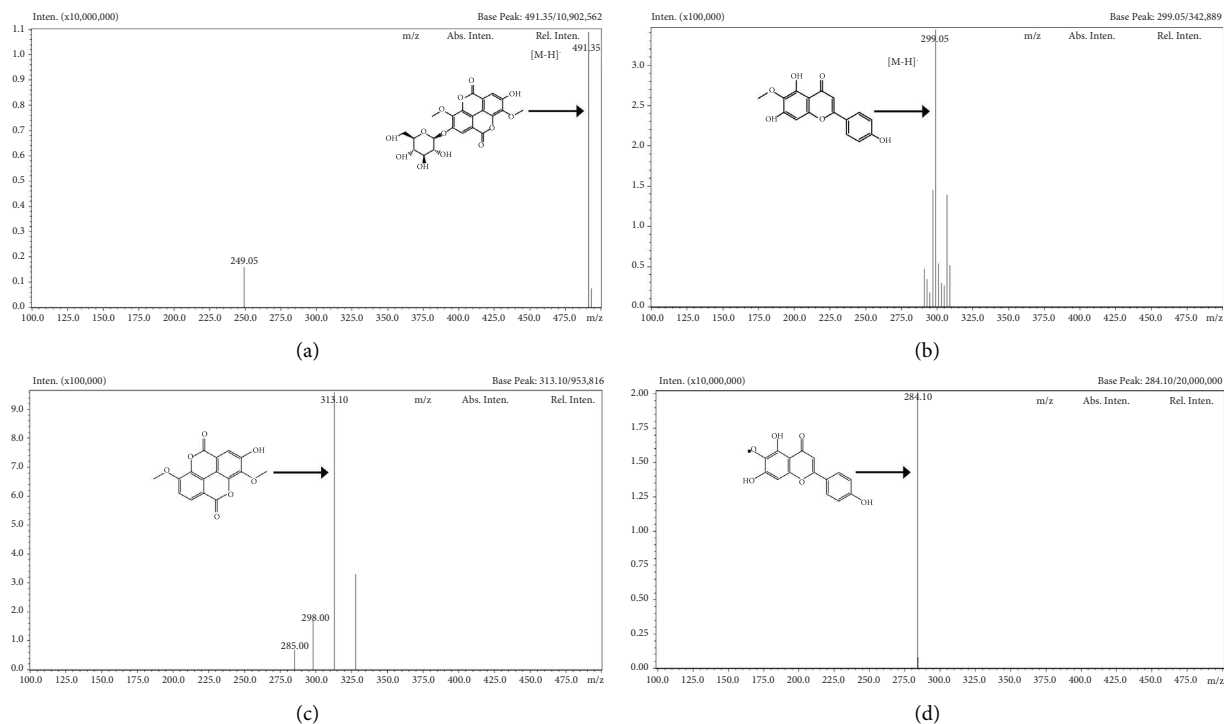 Inten. (x10,000,000) Base Peak: 491.35/10,902,562
m/z Abs. Inten. Rel. Inten.
1.1
1.0
0.9
0.8
0.7
0.6
0.5
0.4
0.3
0.2
0.1
0.0
491.35
[M-H]-
O O OH
O O
OH O O O
O
OH OH
OH
249.05
100.0 125.0 150.0 175.0 200.0 225.0 250.0 275.0 300.0 325.0 350.0 375.0 400.0 425.0 450.0 475.0 m/z
(a)
Inten. (x100,000) Base Peak: 299.05/342,889
m/z Abs. Inten. Rel. Inten.
3.0
2.5
2.0
1.5
1.0
0.5
0.0
299.05
[M-H]-
OH O
O
HO O
OH
100.0 125.0 150.0 175.0 200.0 225.0 250.0 275.0 300.0 325.0 350.0 375.0 400.0 425.0 450.0 475.0 m/z
(b)
Inten. (x100,000) Base Peak: 313.10/953,816
m/z Abs. Inten. Rel. Inten.
9.0
8.0
7.0
6.0
5.0
4.0
3.0
2.0
1.0
0.0
313.10
O
O OH
O O
O
O
298.00
285.00
100.0 125.0 150.0 175.0 200.0 225.0 250.0 275.0 300.0 325.0 350.0 375.0 400.0 425.0 450.0 475.0 m/z
(c)
Inten. (x10,000,000) Base Peak: 284.10/20,000,000
m/z Abs. Inten. Rel. Inten.
2.00
1.75
1.50
1.25
1.00
0.75
0.50
0.25
0.00
284.10
OH O
•O
HO O
OH
100.0 125.0 150.0 175.0 200.0 225.0 250.0 275.0 300.0 325.0 350.0 375.0 400.0 425.0 450.0 475.0 m/z
(d)